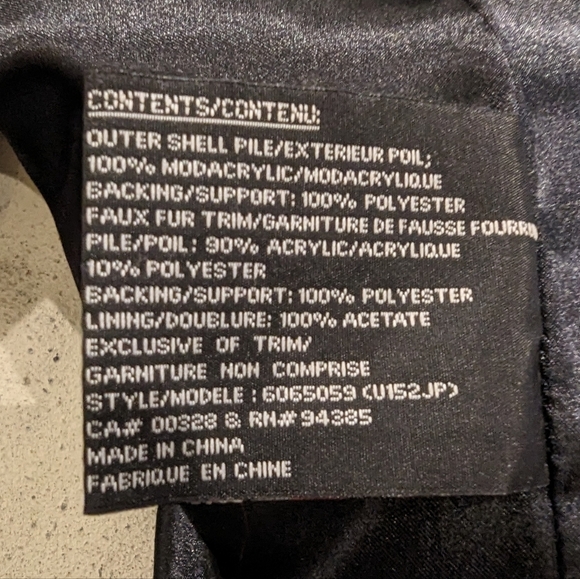 CONTENTS/CONTENU:
OUTER SHELL PILE/EXTERIEUR POIL;
100% MODACRYLIC/MODACRYLIQUE
BACKING/SUPPORT: 100% POLYESTER
FAUX FUR TRIM/GARNITURE DE FAUSSE FOURRU
PILE/POIL: 90% ACRYLIC/ACRYLIQUE
10% POLYESTER
BACKING/SUPPORT: 100% POLYESTER
LINING/DOUBLURE: 100% ACETATE
EXCLUSIVE OF TRIM/
GARNITURE NON COMPRISE
STYLE/MODELE : 6065059 (U152JP)
CA# 00328 & RN# 94385
MADE IN CHINA
FABRIQUE EN CHINE